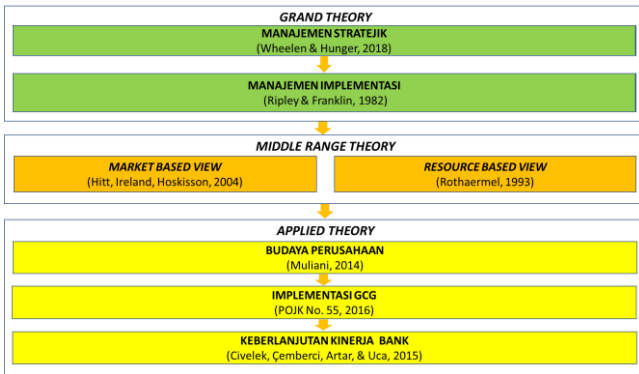 GRAND THEORY
MANAJEMEN STRATEJIK
(Wheelen & Hunger, 2018)
MANAJEMEN IMPLEMENTASI
(Ripley & Franklin, 1982)
MIDDLE RANGE THEORY
MARKET BASED VIEW
(Hitt, Ireland, Hoskisson, 2004)
RESOURCE BASED VIEW
(Rothaermel, 1993)
APPLIED THEORY
BUDAYA PERUSAHAAN
(Muliani, 2014)
IMPLEMENTASI GCG
(POJK No. 55, 2016)
KEBERLANJUTAN KINERJA BANK
(Civelek, Çemberci, Artar, & Uca, 2015)